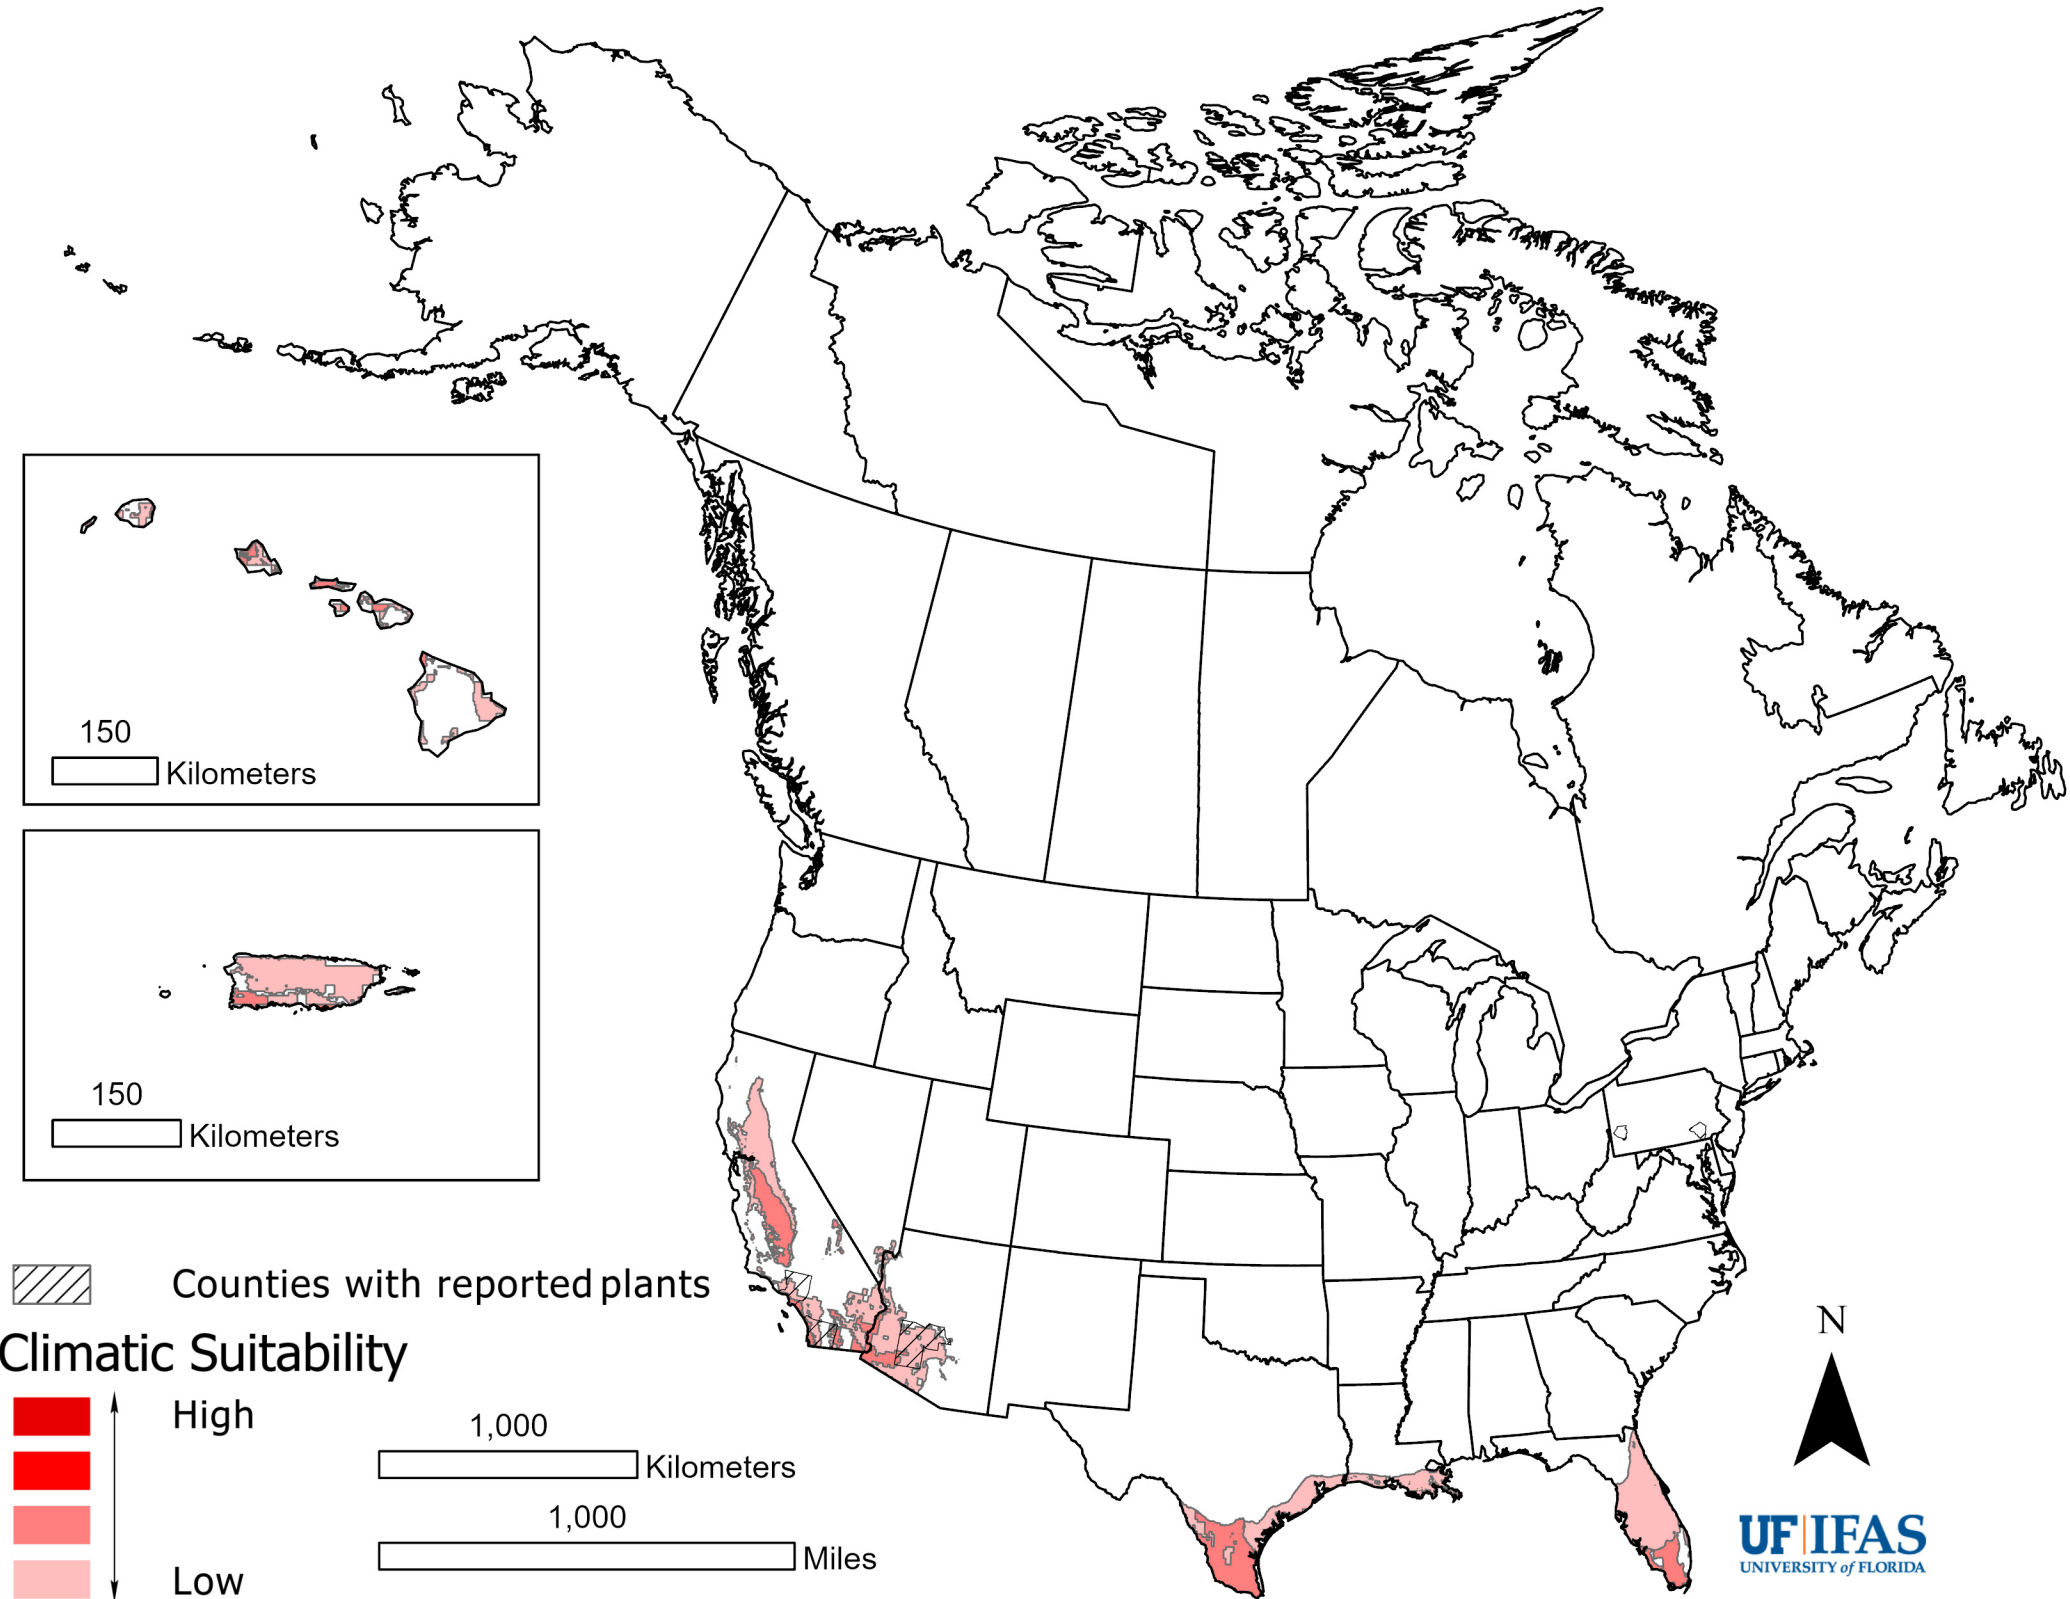 150
Kilometers
150
Kilometers
Counties with reported plants
Climatic Suitability
High
Low
1,000
Kilometers
1,000
Miles
N
UF|IFAS
UNIVERSITY of FLORIDA